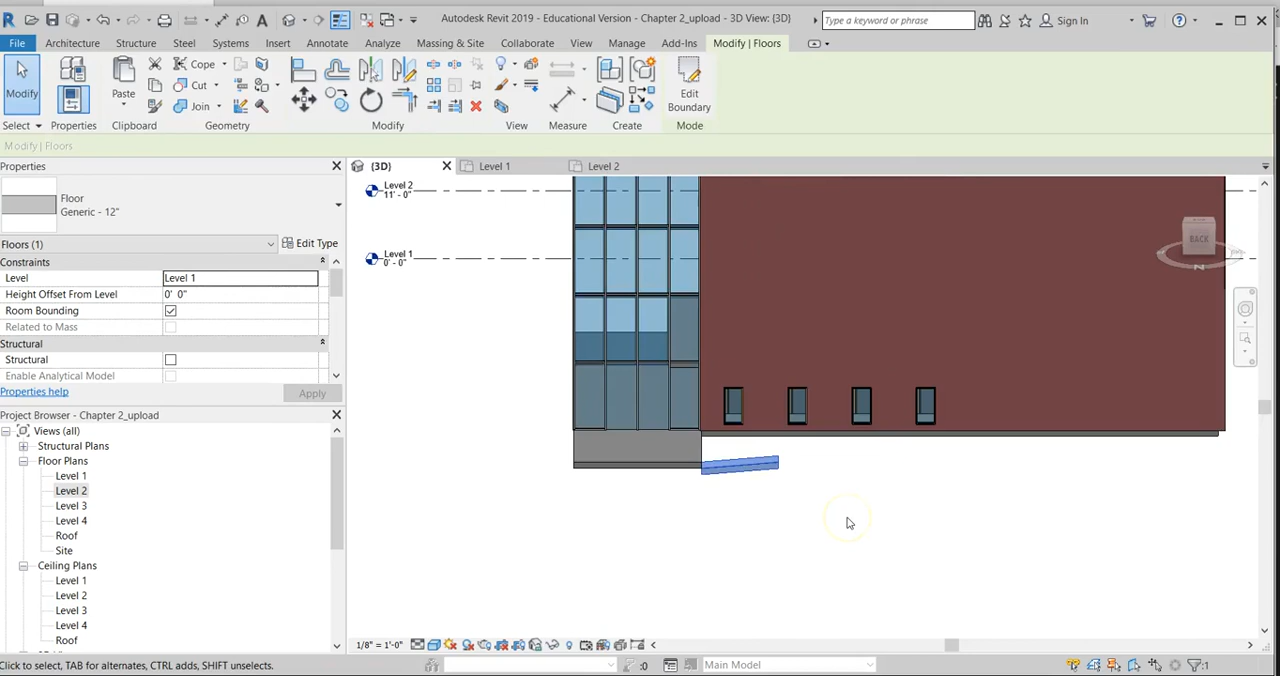 Autodesk Revit 2019 - Educational Version - Chapter 2_upload - 3D View: {3D}
Type a keyword or phrase
Sign In
File Architecture Structure Steel Systems Insert Annotate Analyze Massing & Site Collaborate View Manage Add-Ins Modify | Floors
Modify Paste Cope Cut Join Edit Boundary
Select Properties Clipboard Geometry Modify View Measure Create Mode
Modify | Floors
Properties
{3D} Level 1 Level 2
Floor
Generic - 12"
Floors (1) Edit Type
Constraints
Level Level 1
Height Offset From Level 0' 0"
Room Bounding
Related to Mass
Structural
Structural
Enable Analytical Model
Properties help Apply
Project Browser - Chapter 2_upload
Views (all)
Structural Plans
Floor Plans
Level 1
Level 2
Level 3
Level 4
Roof
Site
Ceiling Plans
Level 1
Level 2
Level 3
Level 4
Roof
Level 2
11' - 0"
Level 1
0' - 0"
BACK
N
1/8" = 1'-0"
Click to select, TAB for alternates, CTRL adds, SHIFT unselects.
:0
Main Model
:1